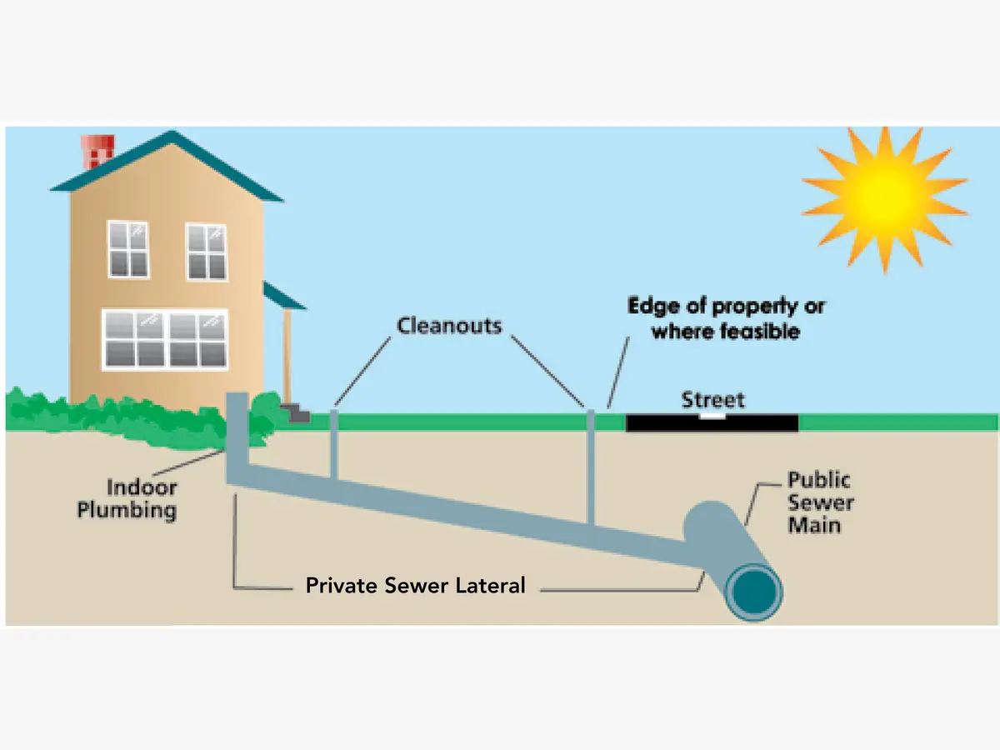 Cleanouts
Edge of property or
where feasible
Street
Indoor
Plumbing
Public
Sewer
Main
Private Sewer Lateral